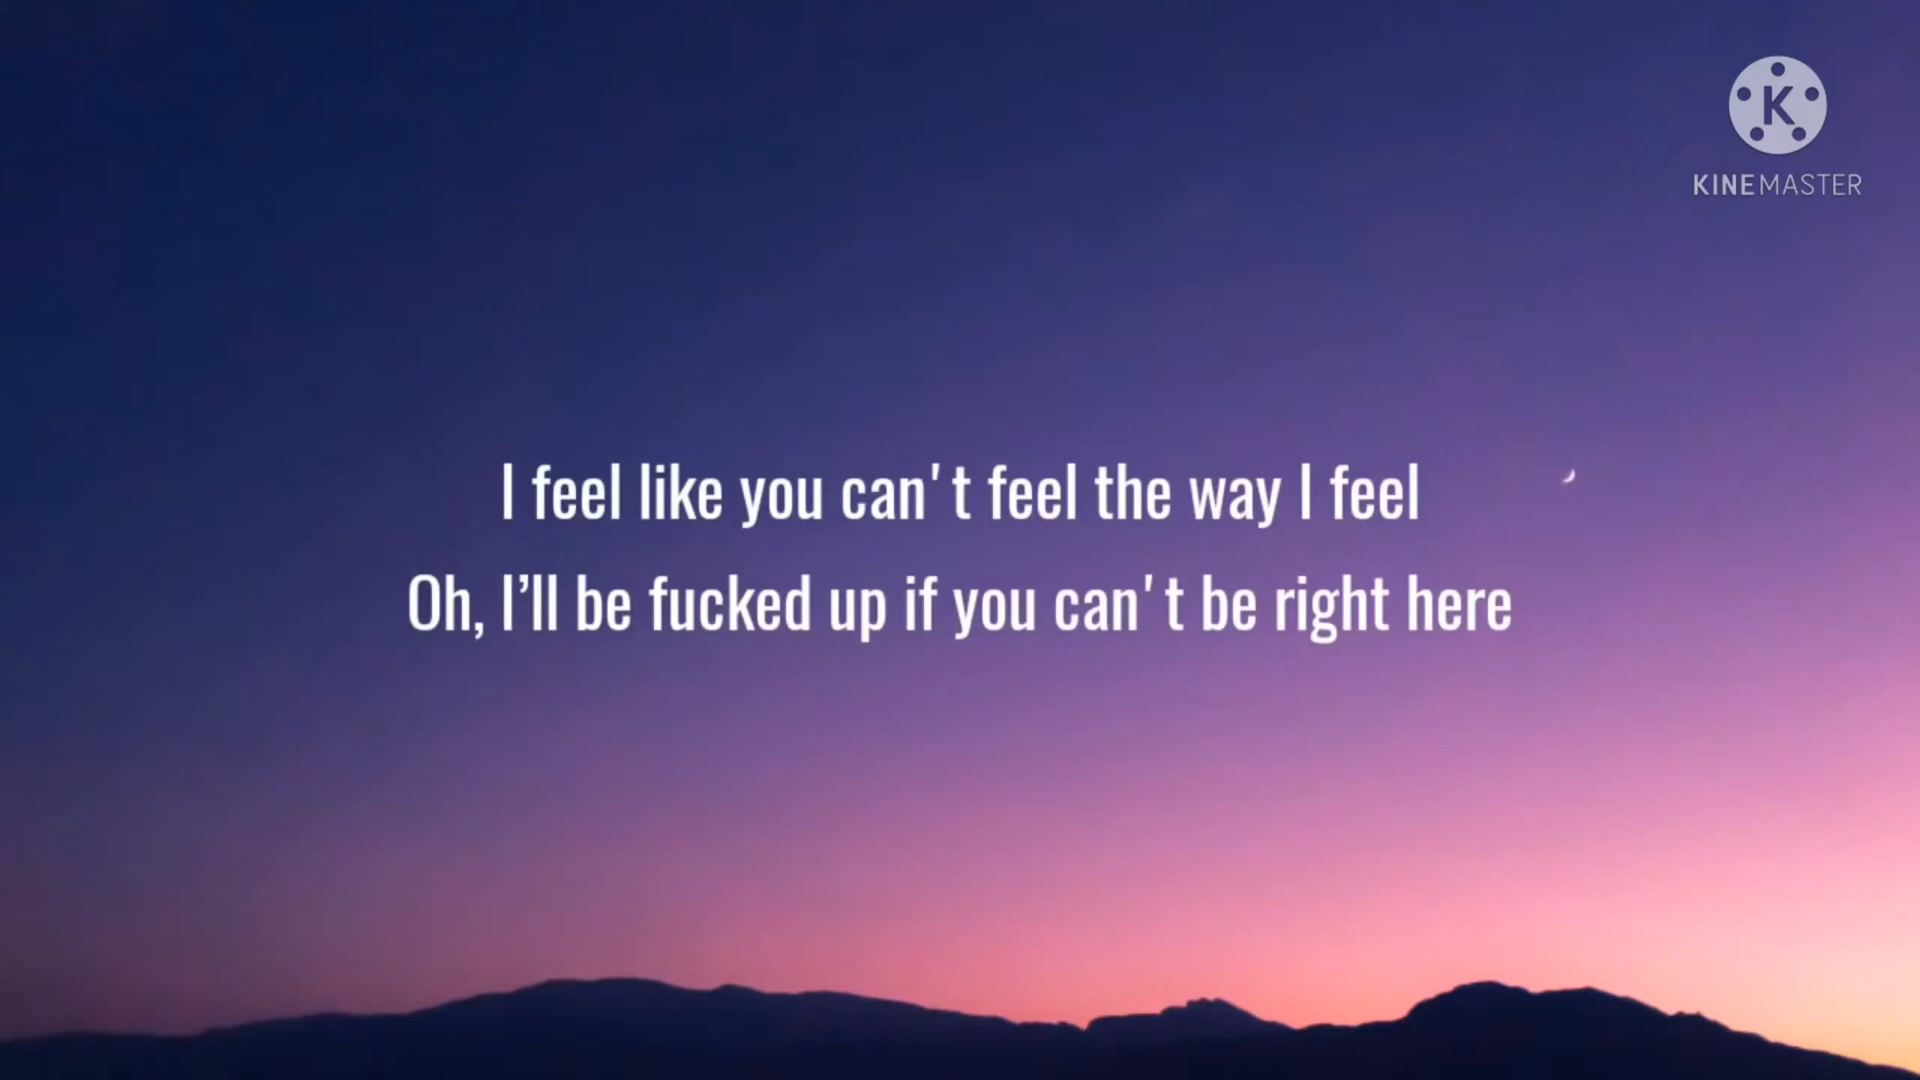 K
KINEMASTER
I feel like you can't feel the way I feel
Oh, I’ll be fucked up if you can't be right here